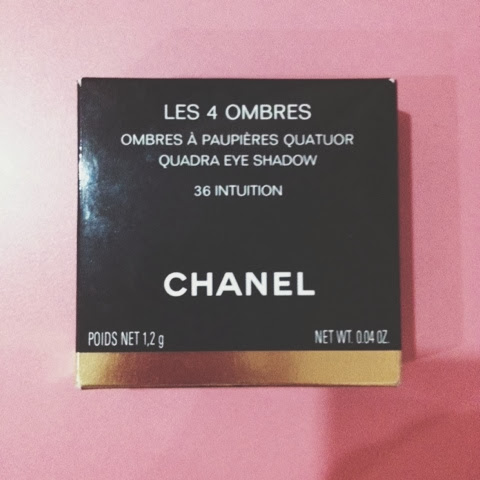 LES 4 OMBRES
OMBRES À PAUPIÈRES QUATUOR
QUADRA EYE SHADOW
36 INTUITION
CHANEL
POIDS NET 1,2 g NET WT. 0.04 OZ.